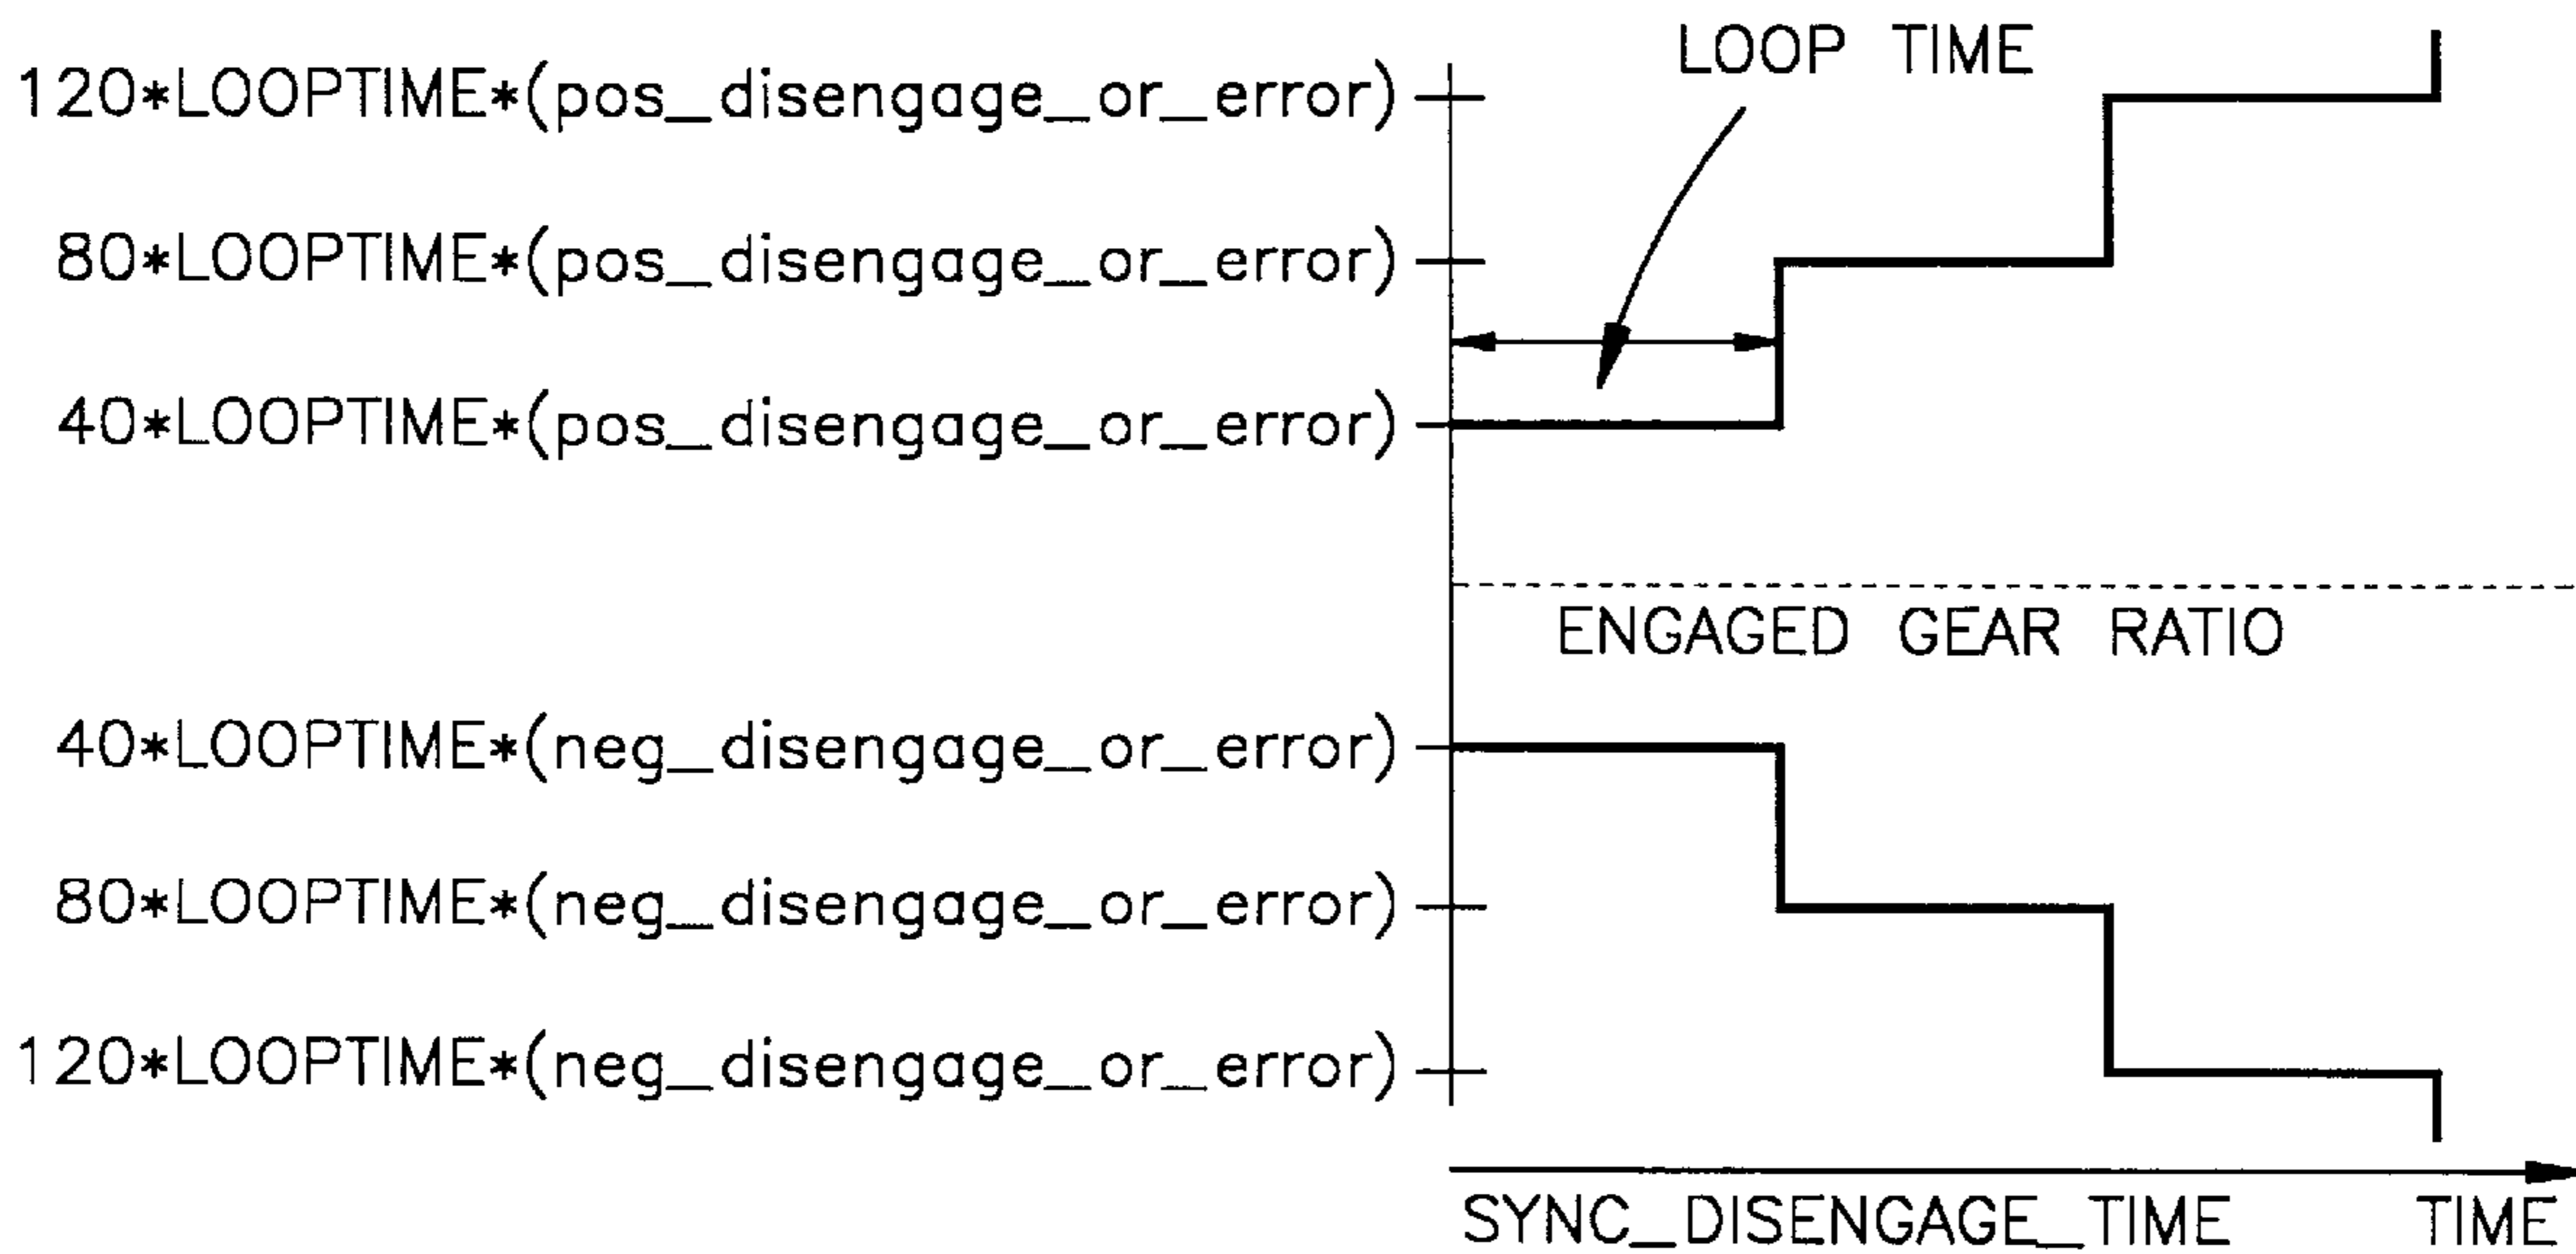 LOOP TIME
120*LOOPTIME*(pos_disengage_or_error)
80*LOOPTIME*(pos_disengage_or_error)
40*LOOPTIME*(pos_disengage_or_error)
ENGAGED GEAR RATIO
40*LOOPTIME*(neg_disengage_or_error)
80*LOOPTIME*(neg_disengage_or_error)
120*LOOPTIME*(neg_disengage_or_error)
SYNC_DISENGAGE_TIME TIME